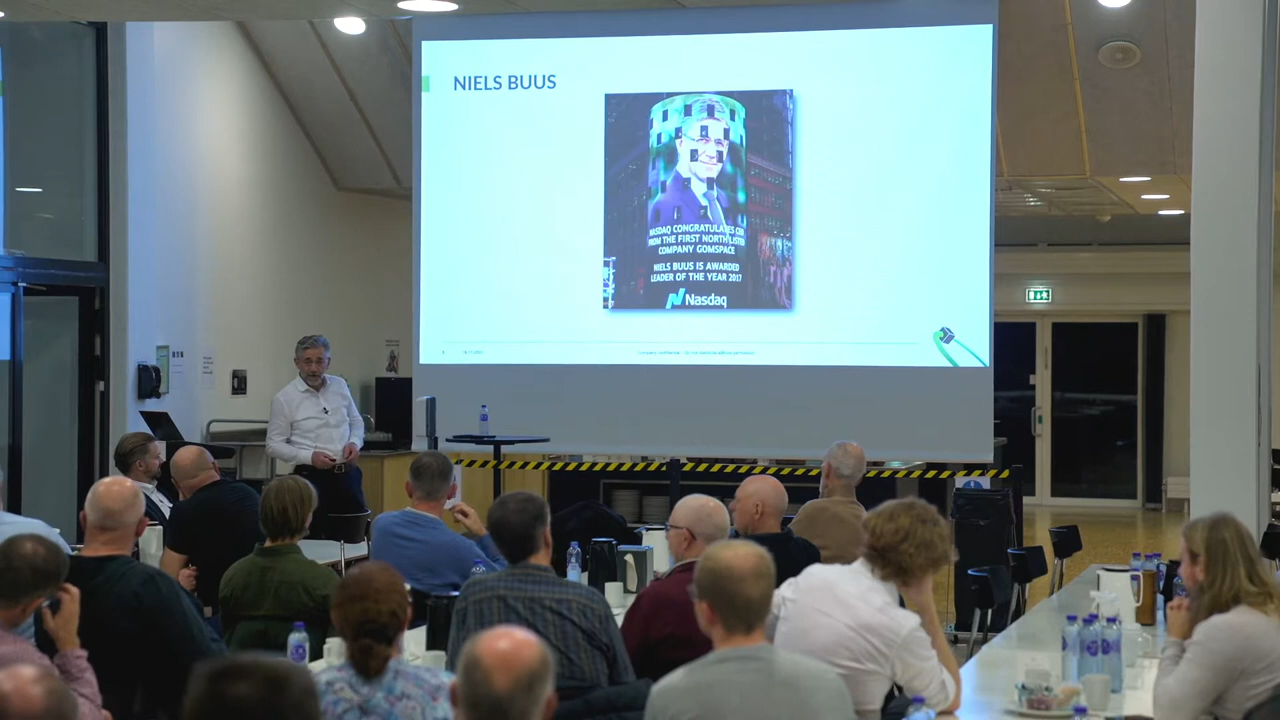 NIELS BUUS
NASDAQ CONGRATULATES CEO
FROM THE FIRST NORTH LISTED
COMPANY GOMSPACE
NIELS BUUS IS AWARDED
LEADER OF THE YEAR 2017
Nasdaq